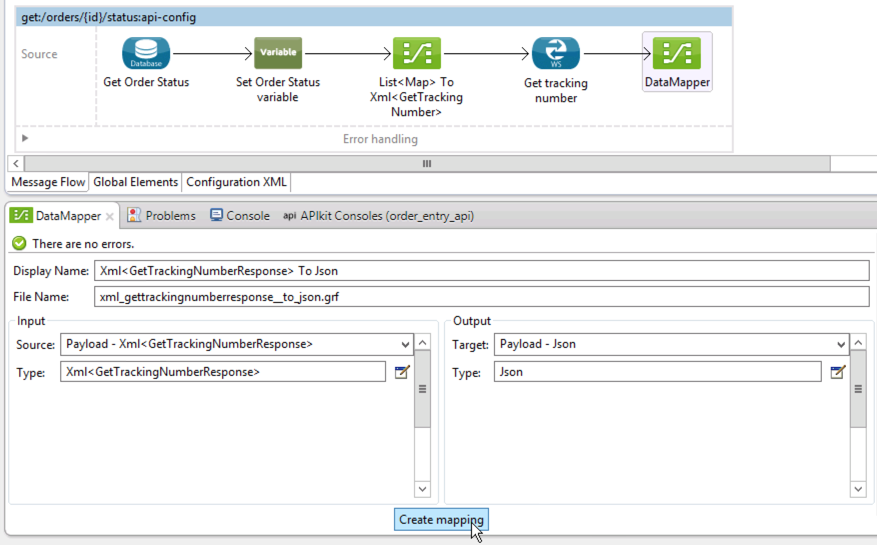 get:/orders/{id}/status:api-config
Source
Database
Variable
WS
Get Order Status
Set Order Status
variable
List<Map> To
Xml<GetTracking
Number>
Get tracking
number
DataMapper
Error handling
Message Flow Global Elements Configuration XML
DataMapper Problems Console api APIkit Consoles (order_entry_api)
There are no errors.
Display Name: Xml<GetTrackingNumberResponse> To Json
File Name: xml_gettrackingnumberresponse__to_json.grf
Input
Source: Payload - Xml<GetTrackingNumberResponse>
Type: Xml<GetTrackingNumberResponse>
Output
Target: Payload - Json
Type: Json
Create mapping